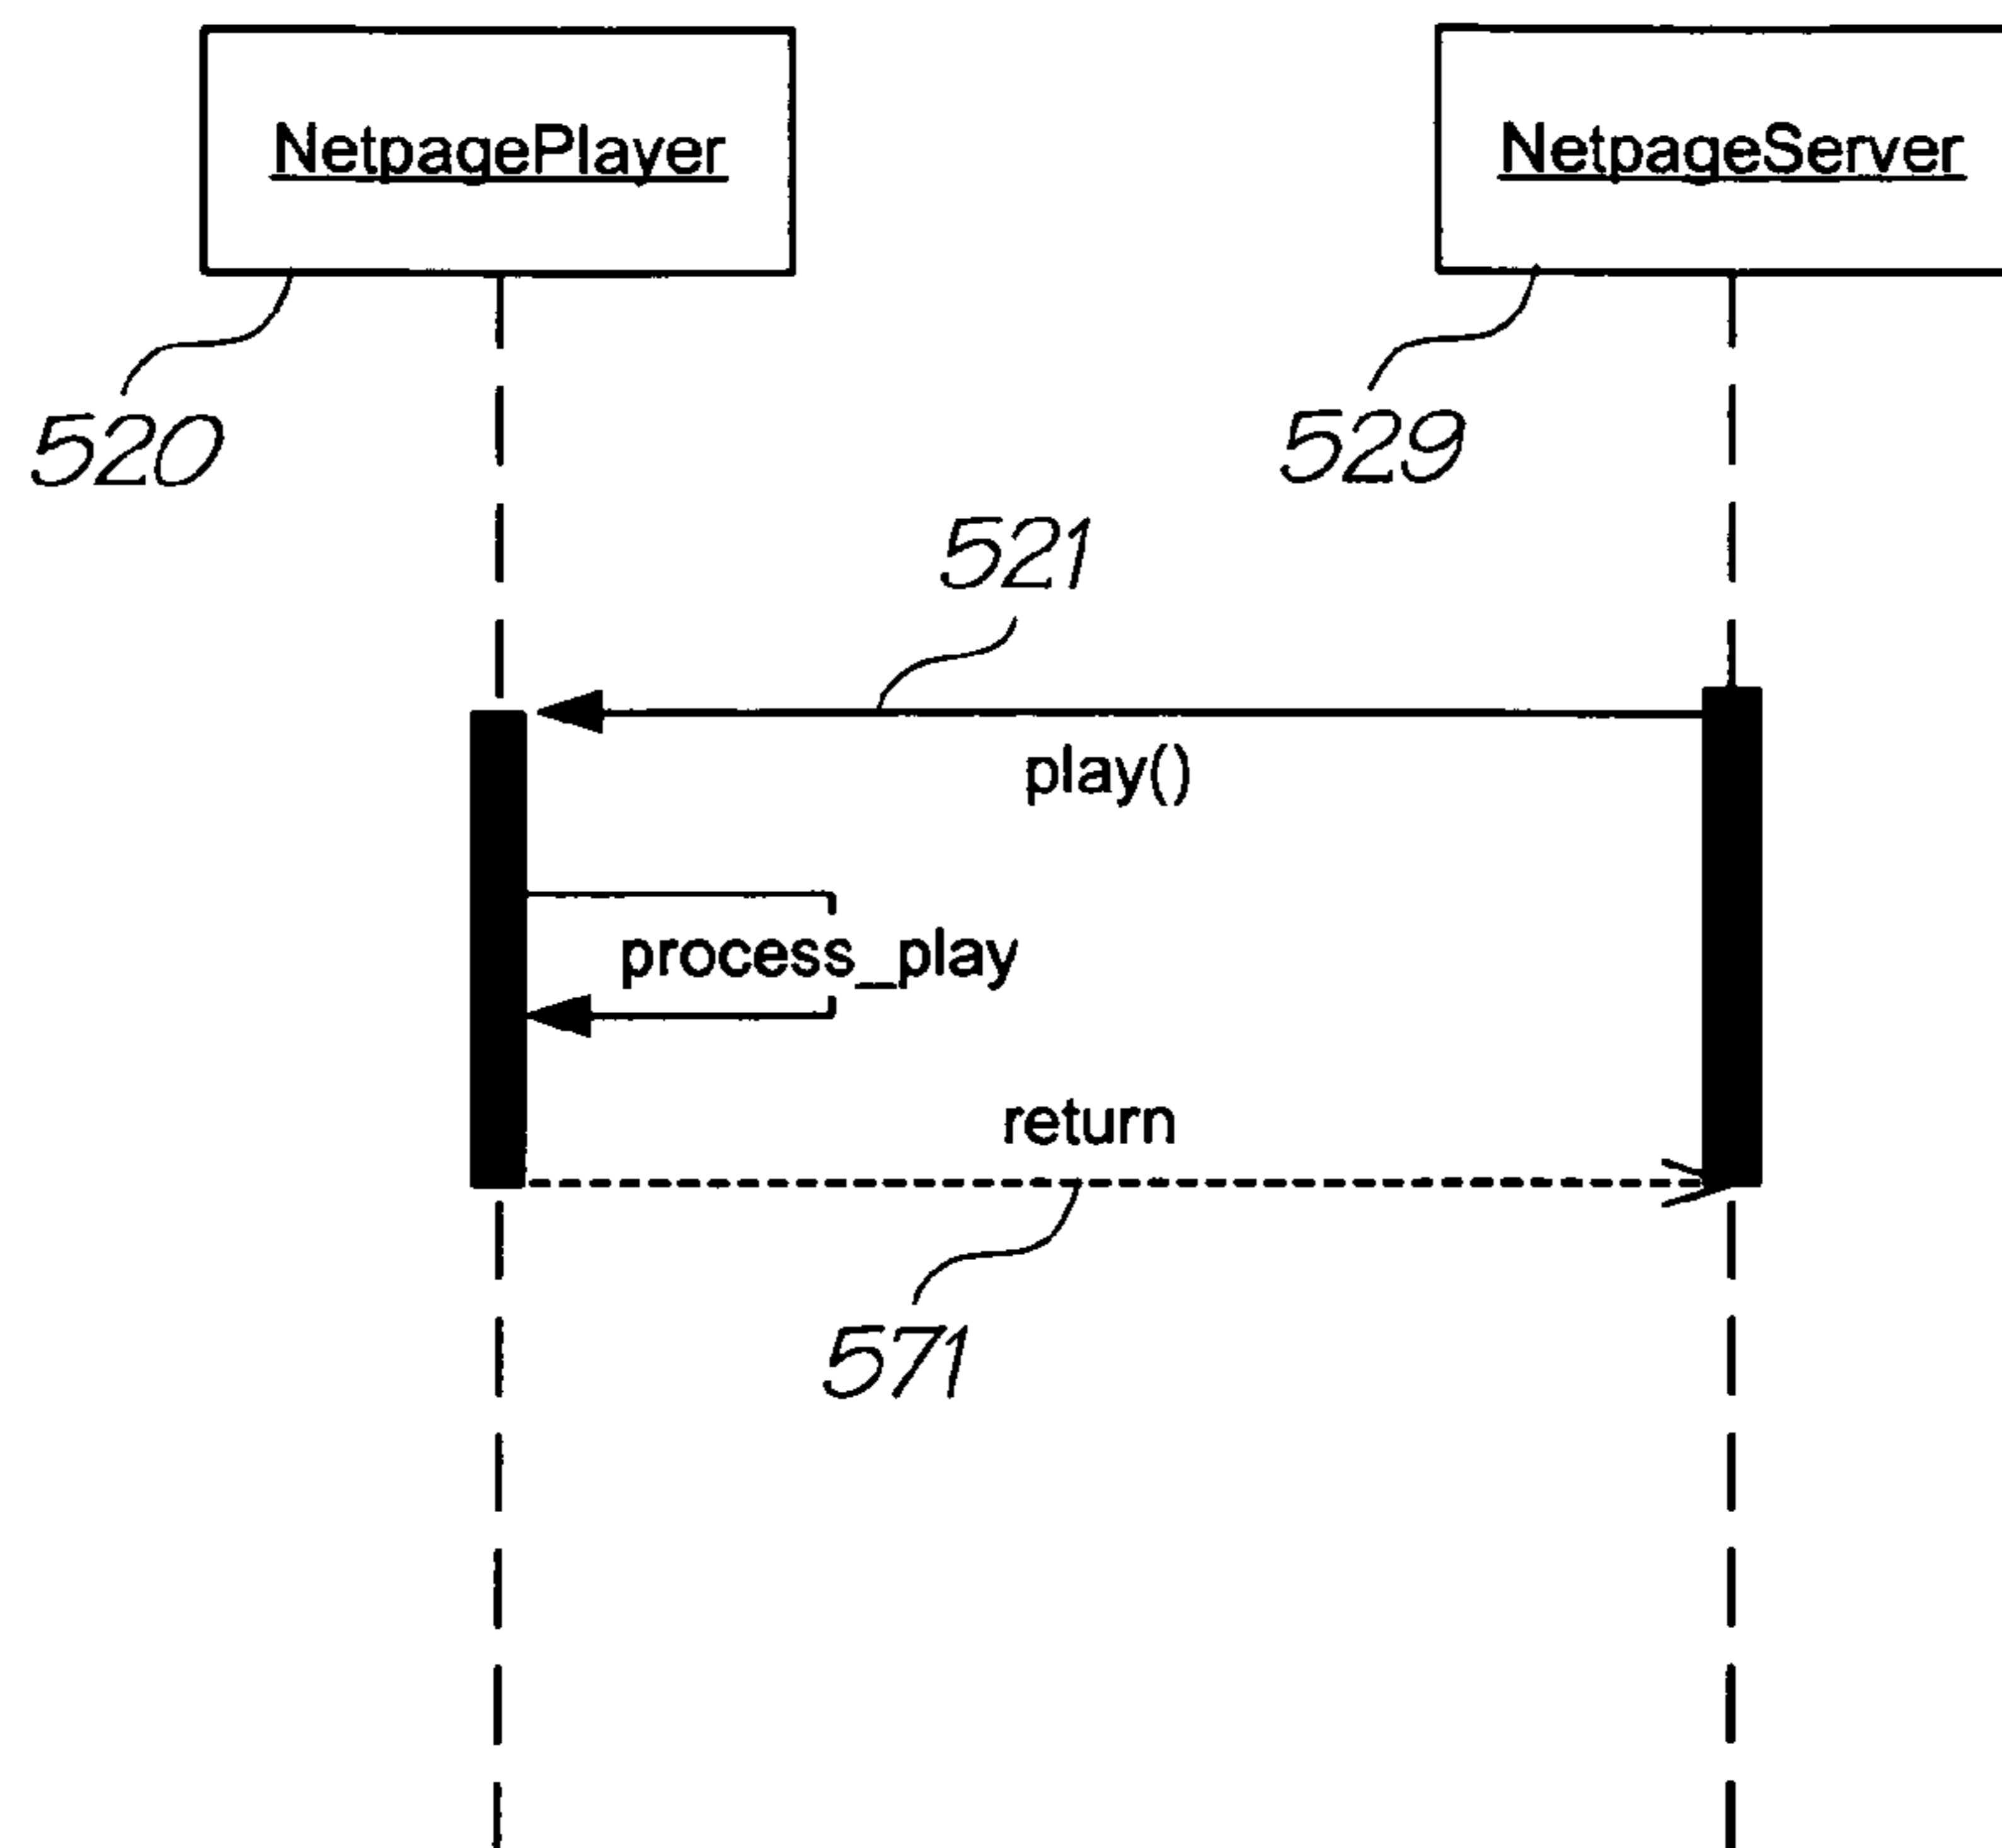 NetpagePlayer
NetpageServer
520
529
521
play()
process_play
return
571